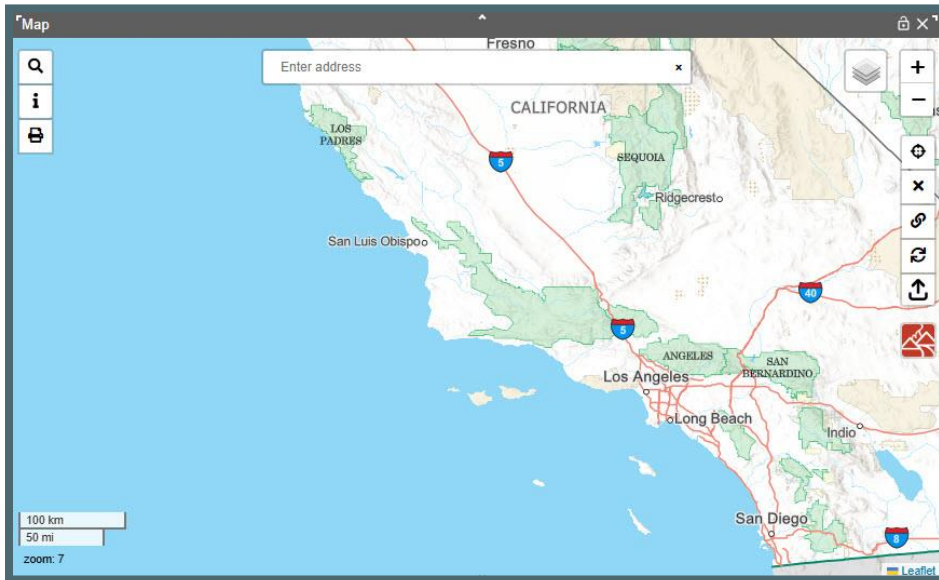 Map
Fresno
Enter address
CALIFORNIA
LOS
PADRES
5
SEQUOIA
Ridgecrest
San Luis Obispo
40
5
ANGELES
SAN
BERNARDINO
Los Angeles
Long Beach
Indio
100 km
50 mi
San Diego
8
zoom: 7
Leaflet